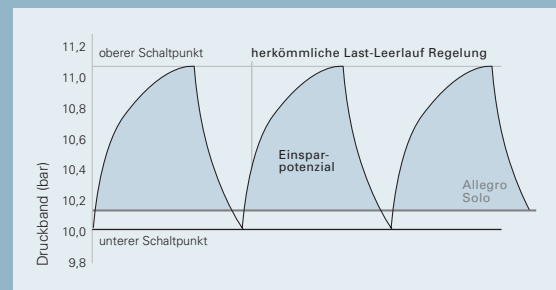 11,2
oberer Schaltpunkt
herkömmliche Last-Leerlauf Regelung
11,0
10,8
10,6
10,4
10,2
10,0
9,8
Druckband (bar)
Einspar-
potenzial
Allegro
Solo
unterer Schaltpunkt